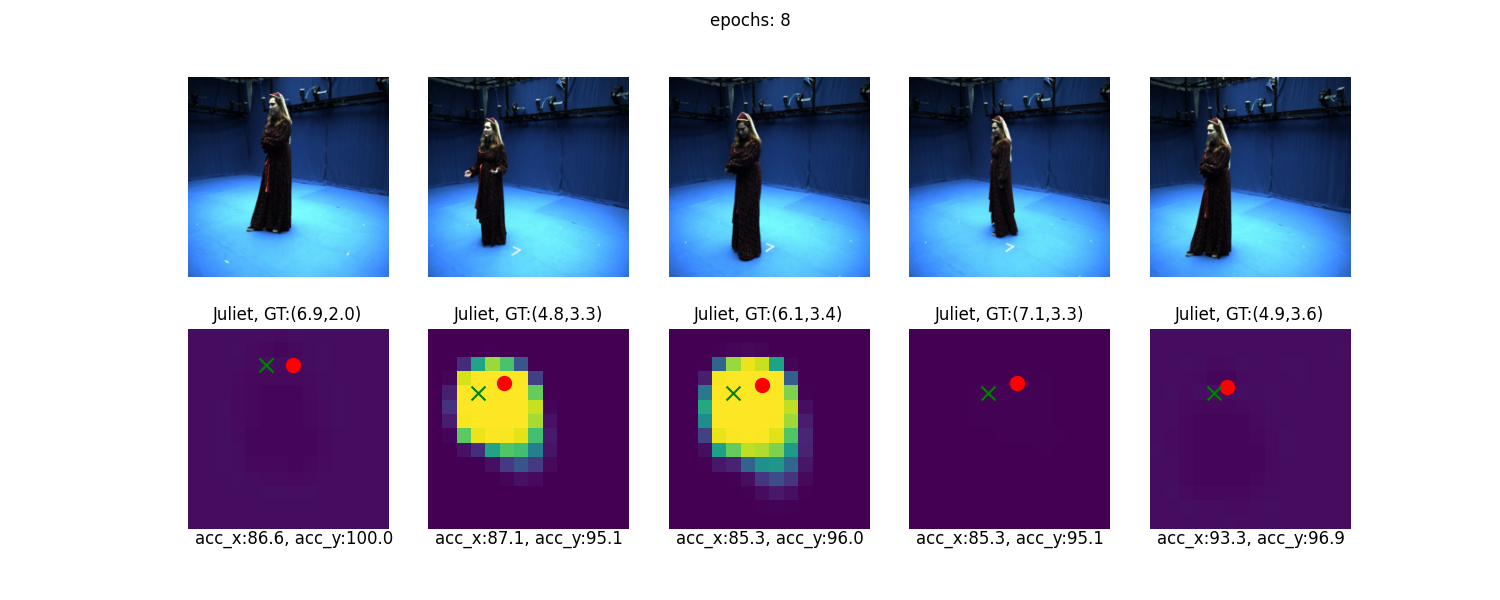 epochs: 8
Juliet, GT:(6.9,2.0)
Juliet, GT:(4.8,3.3)
Juliet, GT:(6.1,3.4)
Juliet, GT:(7.1,3.3)
Juliet, GT:(4.9,3.6)
acc_x:86.6, acc_y:100.0
acc_x:87.1, acc_y:95.1
acc_x:85.3, acc_y:96.0
acc_x:85.3, acc_y:95.1
acc_x:93.3, acc_y:96.9